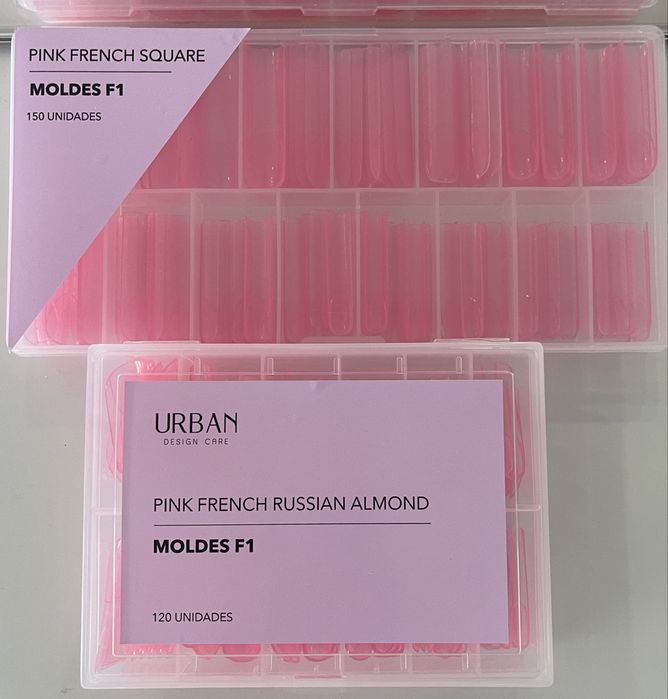 PINK FRENCH SQUARE
MOLDES F1
150 UNIDADES
URBAN
DESIGN CARE
PINK FRENCH RUSSIAN ALMOND
MOLDES F1
120 UNIDADES